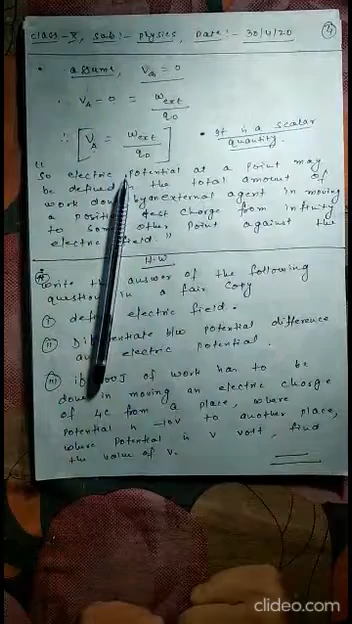 class-X, sub:- physics, Date:- 30/4/20 4
• assume, V∞ = 0
∴ VA - 0 = Wext / q0
∴ [VA = Wext / q0] • It is a scalar
quantity.
"So electric potential at a point may
be defined the total amount of
work by an external agent in moving
a positive test charge from infinity
to some other point against the
electric field."
H.W
Write the answer of the following
question in a fair copy
(i) define electric field.
(ii) Differentiate b/w potential difference
electric potential.
(iii) of work has to be
in moving an electric charge
of 4C from a place, where
potential is -10V to another place,
where potential is V volt, find
the value of V.
clideo.com